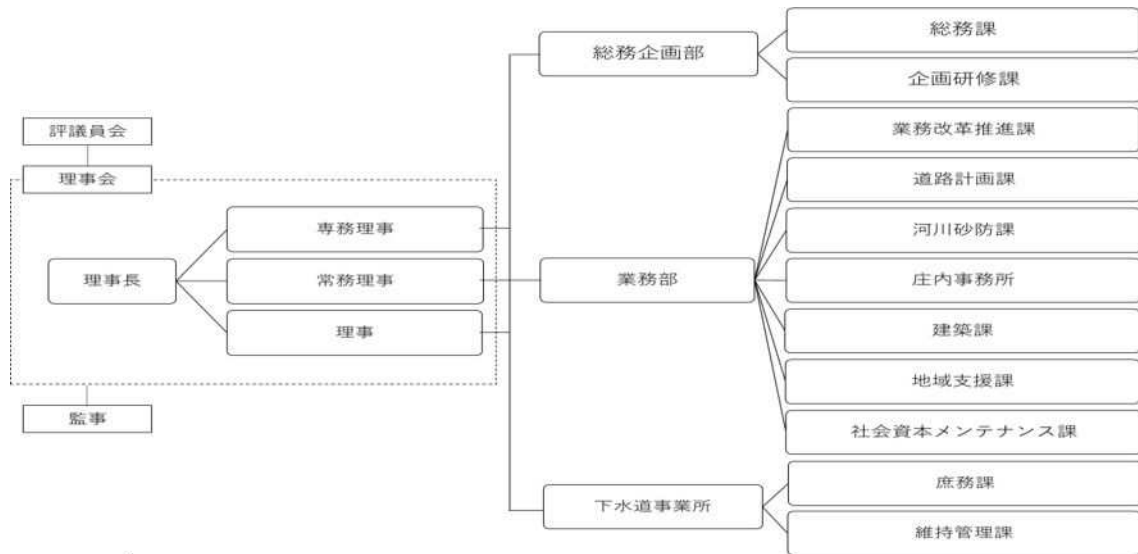 評議員会
理事会
理事長
専務理事
常務理事
理事
監事
総務企画部
総務課
企画研修課
業務部
業務改革推進課
道路計画課
河川砂防課
庄内事務所
建築課
地域支援課
社会資本メンテナンス課
下水道事業所
庶務課
維持管理課